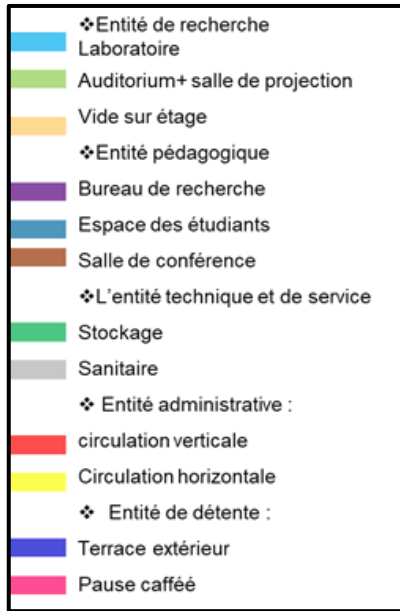 ❖Entité de recherche
Laboratoire
Auditorium+ salle de projection
Vide sur étage
❖Entité pédagogique
Bureau de recherche
Espace des étudiants
Salle de conférence
❖L'entité technique et de service
Stockage
Sanitaire
❖ Entité administrative :
circulation verticale
Circulation horizontale
❖ Entité de détente :
Terrace extérieur
Pause cafféé